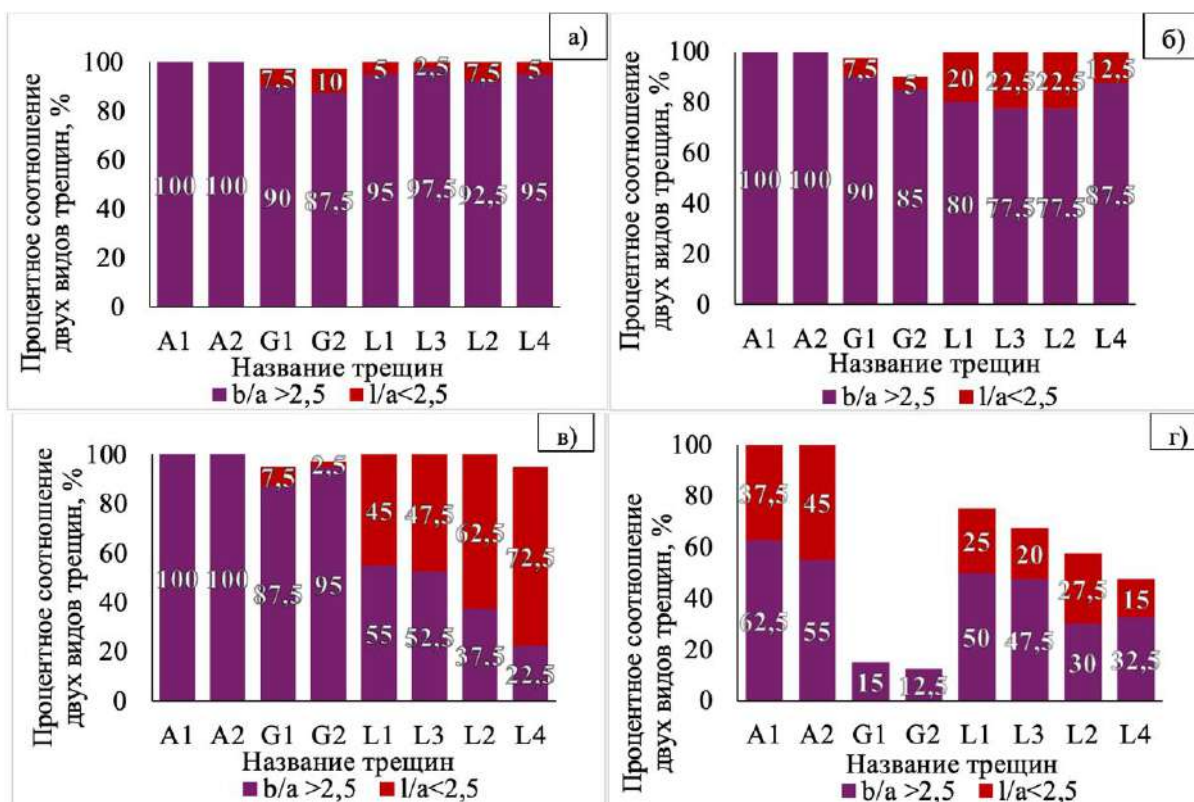 а)
Процентное соотношение
двух видов трещин, %
100
80
60
40
20
0
7,5 10 5 2,5 7,5 5
100 100 90 87,5 95 97,5 92,5 95
A1 A2 G1 G2 L1 L3 L2 L4
Название трещин
b/a >2,5 l/a<2,5
б)
Процентное соотношение
двух видов трещин, %
100
80
60
40
20
0
7,5 5 20 22,5 22,5 12,5
100 100 90 85 80 77,5 77,5 87,5
A1 A2 G1 G2 L1 L3 L2 L4
Название трещин
b/a >2,5 l/a<2,5
в)
Процентное соотношение
двух видов трещин, %
100
80
60
40
20
0
7,5 2,5 45 47,5 62,5 72,5
100 100 87,5 95 55 52,5 37,5 22,5
A1 A2 G1 G2 L1 L3 L2 L4
Название трещин
b/a >2,5 l/a<2,5
г)
Процентное соотношение
двух видов трещин, %
100
80
60
40
20
0
37,5 45 25 20 27,5 15
62,5 55 15 12,5 50 47,5 30 32,5
A1 A2 G1 G2 L1 L3 L2 L4
Название трещин
b/a >2,5 l/a<2,5